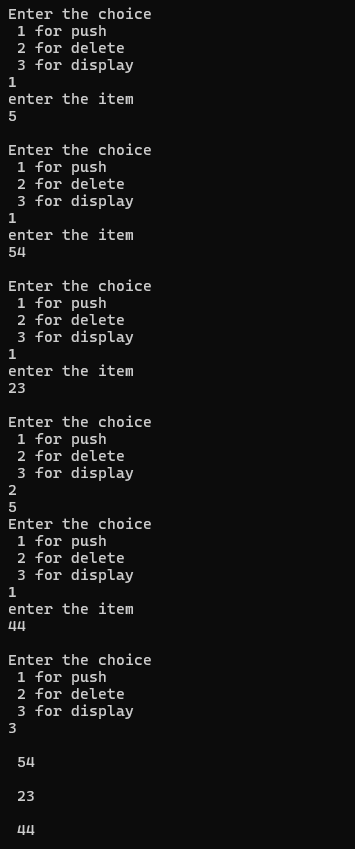 Enter the choice
1 for push
2 for delete
3 for display
1
enter the item
5
Enter the choice
1 for push
2 for delete
3 for display
1
enter the item
54
Enter the choice
1 for push
2 for delete
3 for display
1
enter the item
23
Enter the choice
1 for push
2 for delete
3 for display
2
5
Enter the choice
1 for push
2 for delete
3 for display
1
enter the item
44
Enter the choice
1 for push
2 for delete
3 for display
3
54
23
44